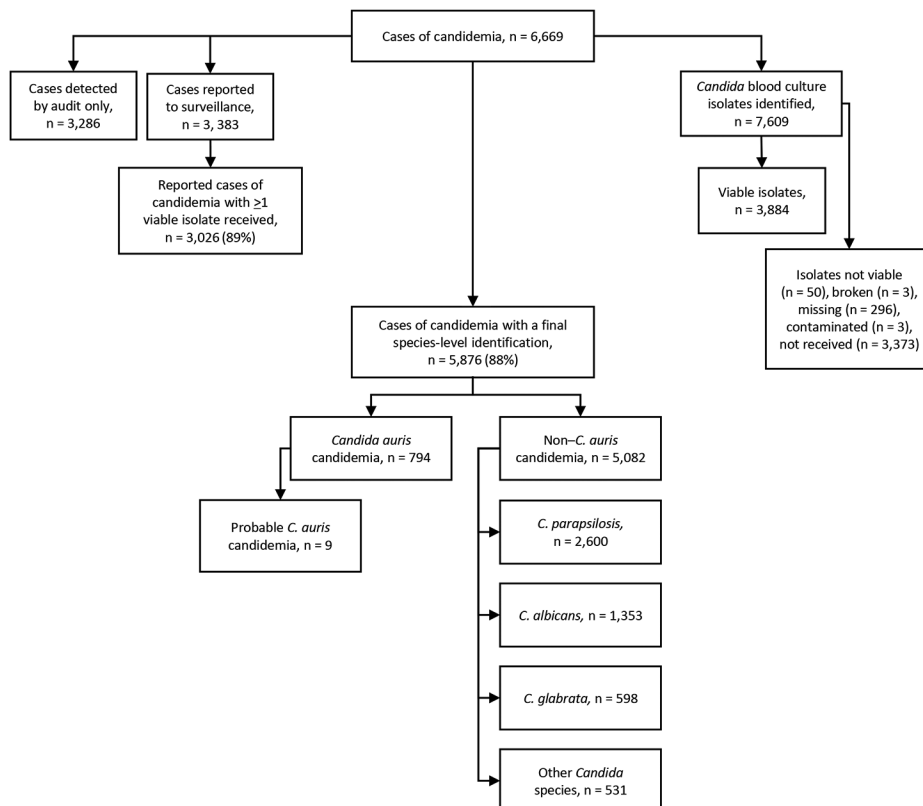 Cases of candidemia, n = 6,669
Cases detected
by audit only,
n = 3,286
Cases reported
to surveillance,
n = 3, 383
Candida blood culture
isolates identified,
n = 7,609
Reported cases of
candidemia with ≥1
viable isolate received,
n = 3,026 (89%)
Viable isolates,
n = 3,884
Isolates not viable
(n = 50), broken (n = 3),
missing (n = 296),
contaminated (n = 3),
not received (n = 3,373)
Cases of candidemia with a final
species-level identification,
n = 5,876 (88%)
Candida auris
candidemia, n = 794
Non–C. auris
candidemia, n = 5,082
Probable C. auris
candidemia, n = 9
C. parapsilosis,
n = 2,600
C. albicans, n = 1,353
C. glabrata, n = 598
Other Candida
species, n = 531